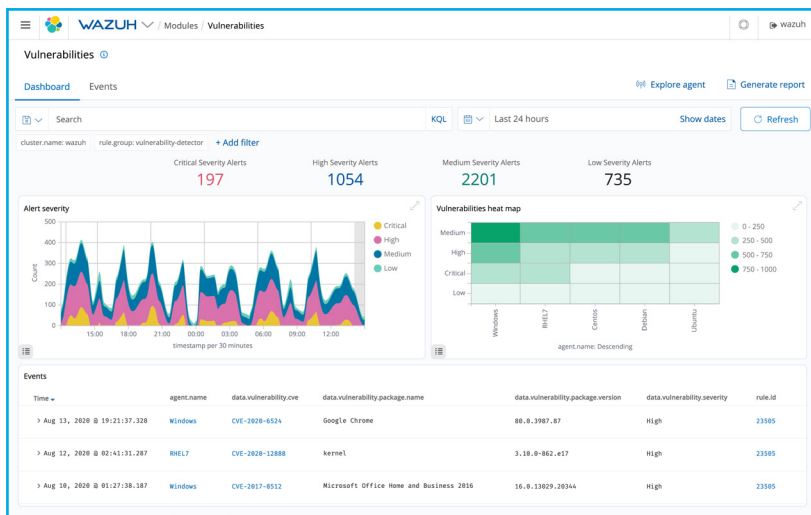 WAZUH / Modules / Vulnerabilities wazuh
Vulnerabilities
Dashboard Events Explore agent Generate report
Search KQL Last 24 hours Show dates Refresh
cluster.name: wazuh rule.group: vulnerability-detector + Add filter
Critical Severity Alerts High Severity Alerts Medium Severity Alerts Low Severity Alerts
197 1054 2201 735
Alert severity
500
400
300
200
100
0
Count
15:00 18:00 21:00 00:00 03:00 06:00 09:00 12:00
timestamp per 30 minutes
Critical
High
Medium
Low
Vulnerabilities heat map
Medium
High
Critical
Low
Windows RHEL7 Centos Debian Ubuntu
agent.name: Descending
0 - 250
250 - 500
500 - 750
750 - 1000
Events
Time agent.name data.vulnerability.cve data.vulnerability.package.name data.vulnerability.package.version data.vulnerability.severity rule.id
> Aug 13, 2020 @ 19:21:37.328 Windows CVE-2020-6524 Google Chrome 80.0.3987.87 High 23505
> Aug 12, 2020 @ 02:41:31.287 RHEL7 CVE-2020-12888 kernel 3.10.0-862.e17 High 23505
> Aug 10, 2020 @ 01:27:38.187 Windows CVE-2017-8512 Microsoft Office Home and Business 2016 16.0.13029.20344 High 23505